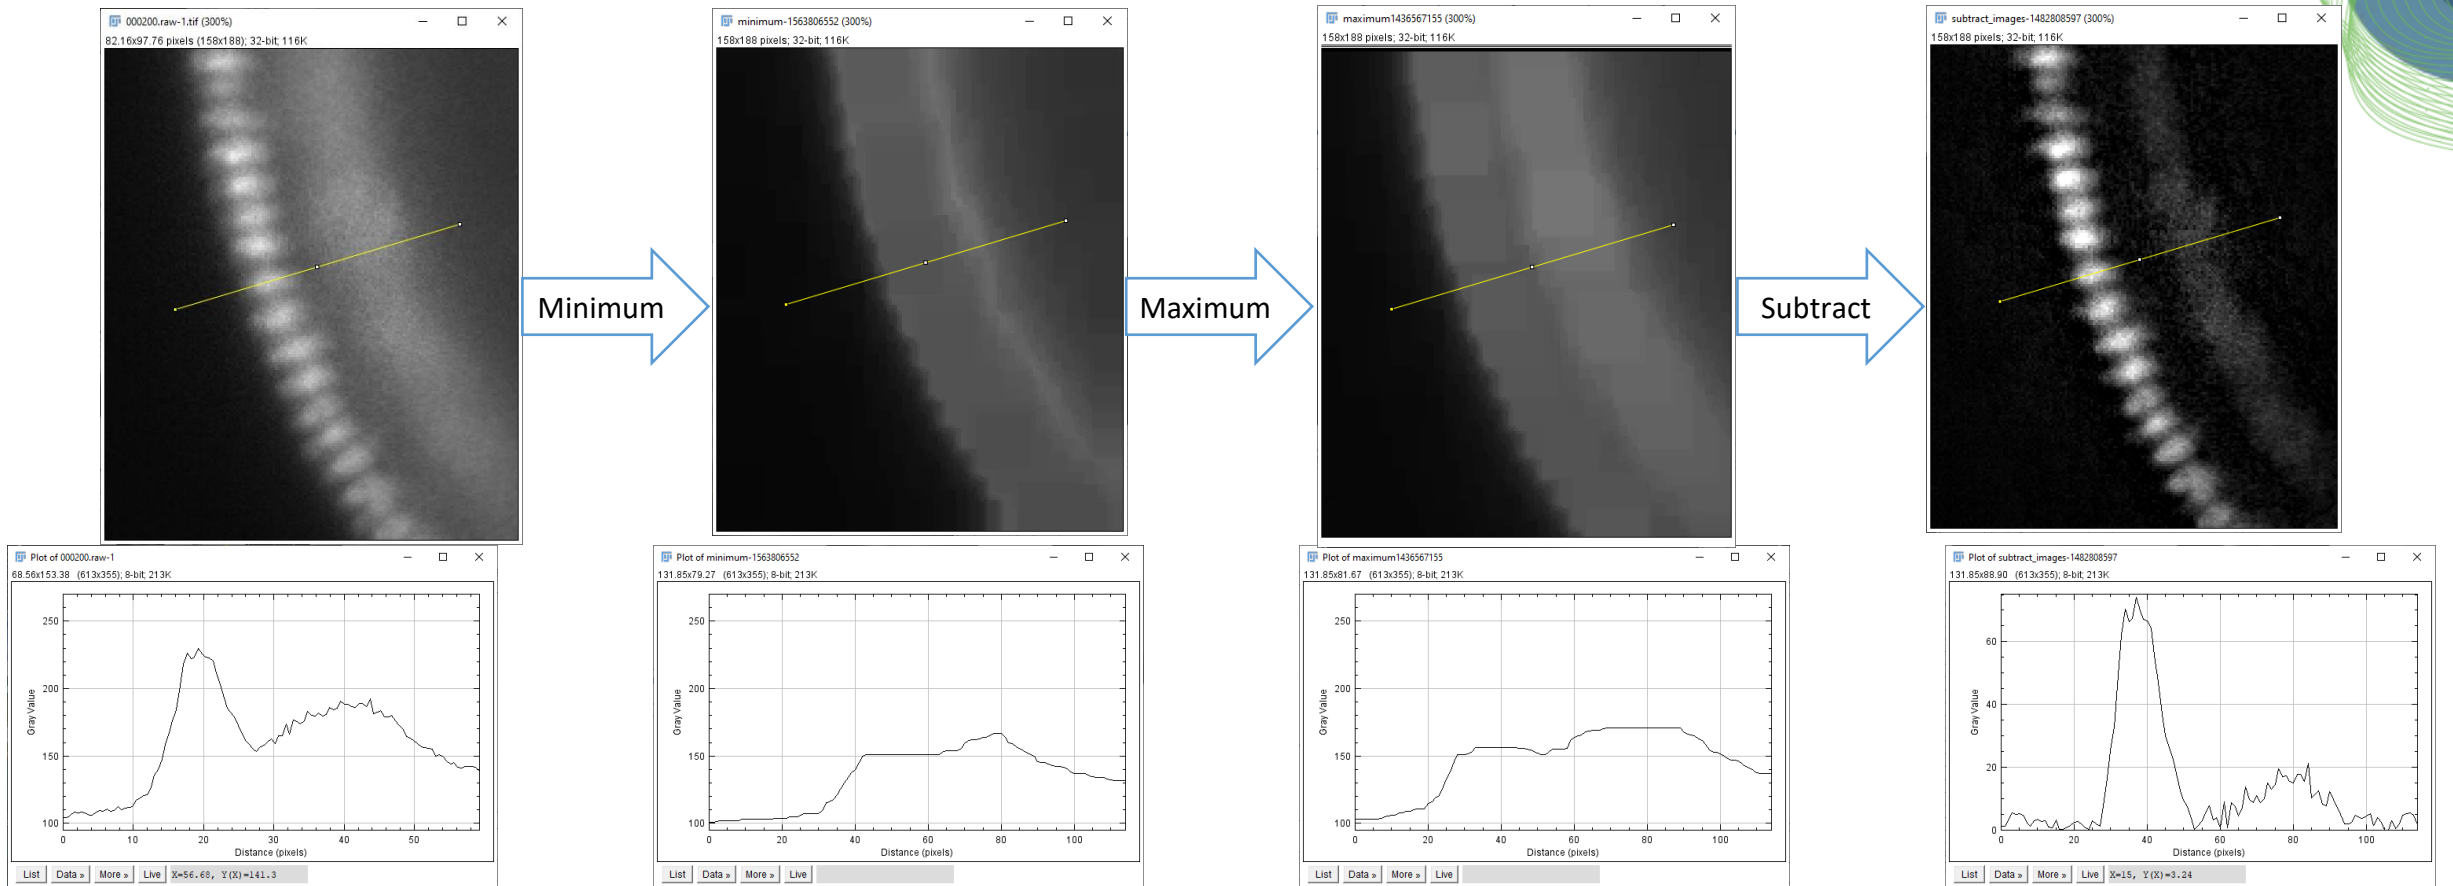 000200.raw-1.tif (300%)
82.16x97.76 pixels (158x188); 32-bit; 116K
minimum-1563806552 (300%)
158x188 pixels; 32-bit; 116K
maximum1436567155 (300%)
158x188 pixels; 32-bit; 116K
subtract_images-1482808597 (300%)
158x188 pixels; 32-bit; 116K
Minimum
Maximum
Subtract
Plot of 000200.raw-1
68.56x153.38 (613x355); 8-bit; 213K
250
200
150
100
Gray Value
0 10 20 30 40 50
Distance (pixels)
List Data » More » Live X=56.68, Y(X)=141.3
Plot of minimum-1563806552
131.85x79.27 (613x355); 8-bit; 213K
250
200
150
100
Gray Value
0 20 40 60 80 100
Distance (pixels)
List Data » More » Live
Plot of maximum1436567155
131.85x81.67 (613x355); 8-bit; 213K
250
200
150
100
Gray Value
0 20 40 60 80 100
Distance (pixels)
List Data » More » Live
Plot of subtract_images-1482808597
131.85x88.90 (613x355); 8-bit; 213K
60
40
20
0
Gray Value
0 20 40 60 80 100
Distance (pixels)
List Data » More » Live X=15, Y(X)=3.24